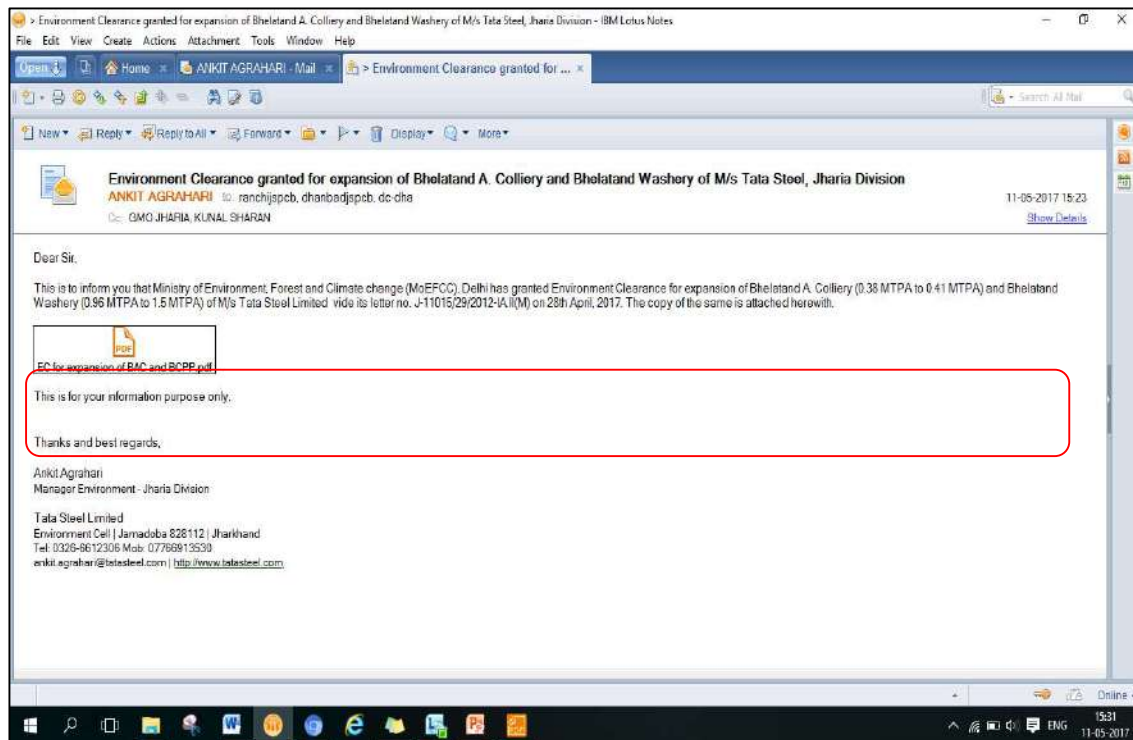 > Environment Clearance granted for expansion of Bhelatand A. Colliery and Bhelatand Washery of M/s Tata Steel, Jharia Division - IBM Lotus Notes
File Edit View Create Actions Attachment Tools Window Help
Open Home ANKIT AGRAHARI - Mail > Environment Clearance granted for ...
Search All Mail
New Reply Reply to All Forward Display More
Environment Clearance granted for expansion of Bhelatand A. Colliery and Bhelatand Washery of M/s Tata Steel, Jharia Division
ANKIT AGRAHARI to: ranchijspcb, dhanbadjspcb, dc-dha 11-05-2017 15:23
Cc: GMO JHARIA, KUNAL SHARAN Show Details
Dear Sir,
This is to inform you that Ministry of Environment, Forest and Climate change (MoEFCC), Delhi has granted Environment Clearance for expansion of Bhelatand A. Colliery (0.38 MTPA to 0.41 MTPA) and Bhelatand
Washery (0.96 MTPA to 1.5 MTPA) of M/s Tata Steel Limited vide its letter no. J-11015/29/2012-IA.II(M) on 28th April, 2017. The copy of the same is attached herewith.
PDF
EC for expansion of BAC and BCPP.pdf
This is for your information purpose only.
Thanks and best regards,
Ankit Agrahari
Manager Environment - Jharia Division
Tata Steel Limited
Environment Cell | Jamadoba 828112 | Jharkhand
Tel: 0326-6612306 Mob: 07766913530
ankit.agrahari@tatasteel.com | http://www.tatasteel.com
Online
ENG 15:31
11-05-2017